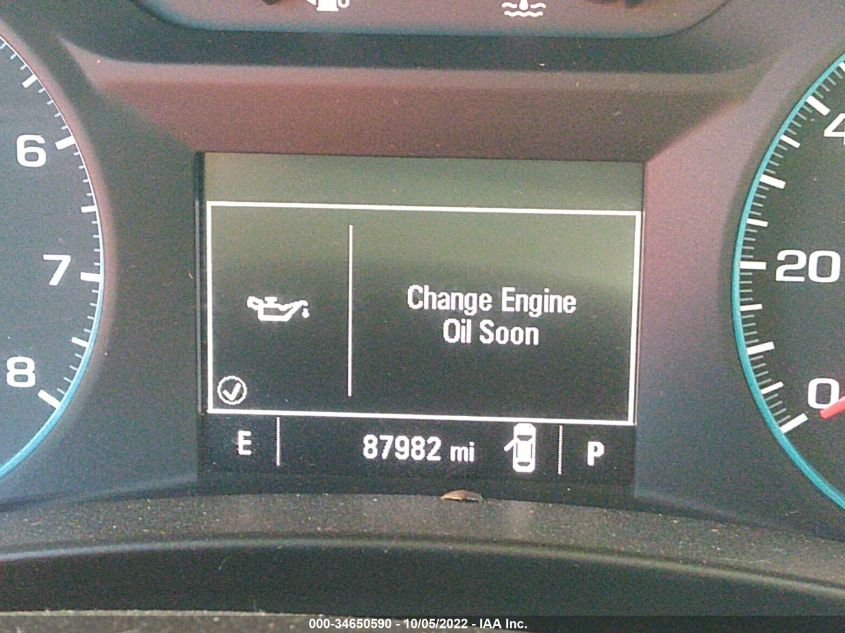 6
7
8
4
20
0
Change Engine
Oil Soon
E
87982 mi
P
000-34650590 - 10/05/2022 - IAA Inc.